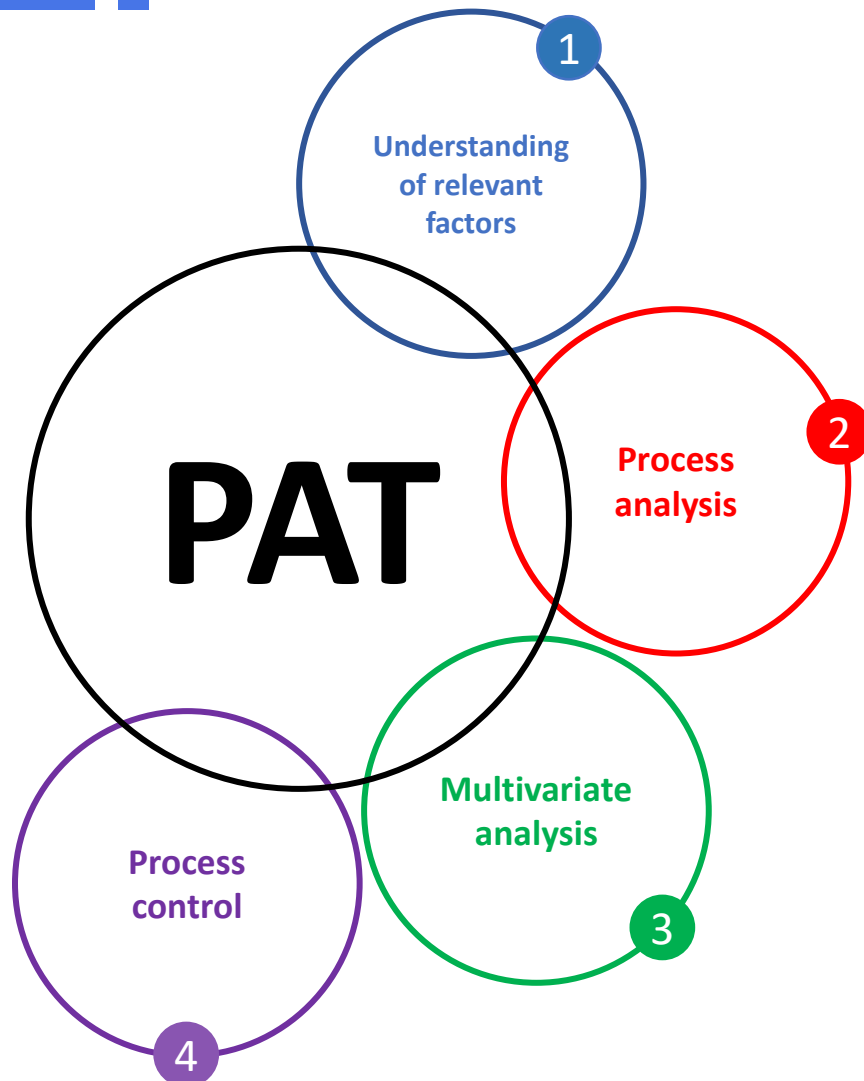 1
Understanding
of relevant
factors
2
Process
analysis
PAT
Multivariate
analysis
3
Process
control
4